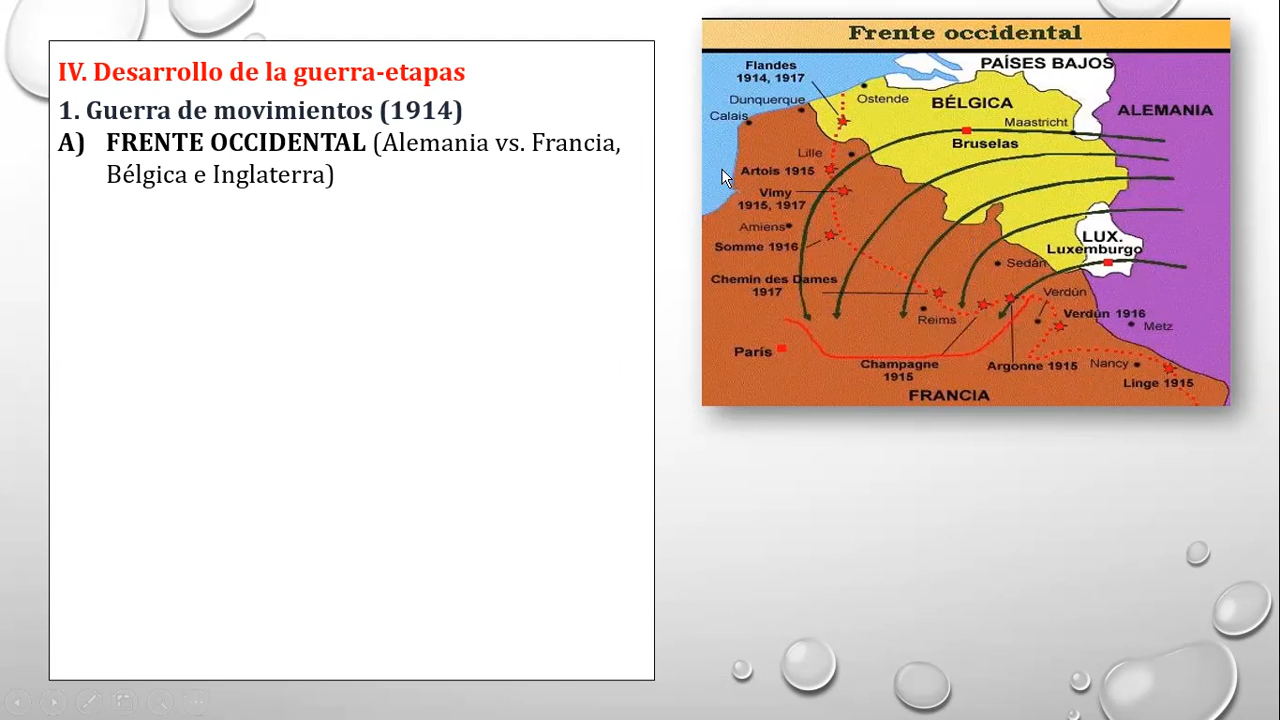 IV. Desarrollo de la guerra-etapas
1. Guerra de movimientos (1914)
A) FRENTE OCCIDENTAL (Alemania vs. Francia,
Bélgica e Inglaterra)
Frente occidental
Flandes
1914, 1917
PAÍSES BAJOS
Dunquerque
Ostende
BÉLGICA
ALEMANIA
Calais
Maastricht
Bruselas
Lille
Artois 1915
Vimy
1915, 1917
Amiens
LUX.
Somme 1916
Luxemburgo
Sedán
Chemin des Dames
1917
Verdún
Reims
Verdún 1916
Metz
París
Champagne
1915
Argonne 1915
Nancy
Linge 1915
FRANCIA